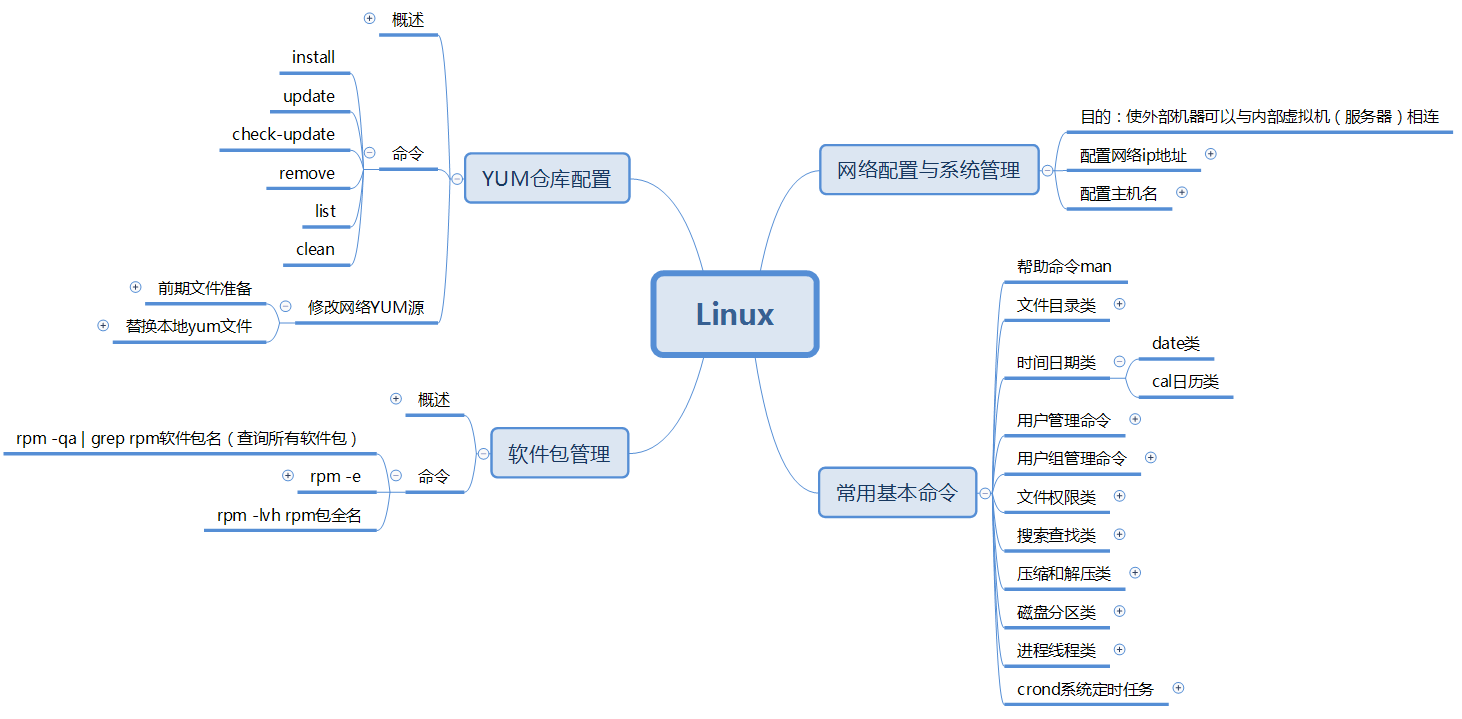 Linux
网络配置与系统管理
目的：使外部机器可以与内部虚拟机（服务器）相连
配置网络ip地址
配置主机名
常用基本命令
帮助命令man
文件目录类
时间日期类
date类
cal日历类
用户管理命令
用户组管理命令
文件权限类
搜索查找类
压缩和解压类
磁盘分区类
进程线程类
crond系统定时任务
YUM仓库配置
概述
命令
install
update
check-update
remove
list
clean
修改网络YUM源
前期文件准备
替换本地yum文件
软件包管理
概述
命令
rpm -qa | grep rpm软件包名（查询所有软件包）
rpm -e
rpm -lvh rpm包全名